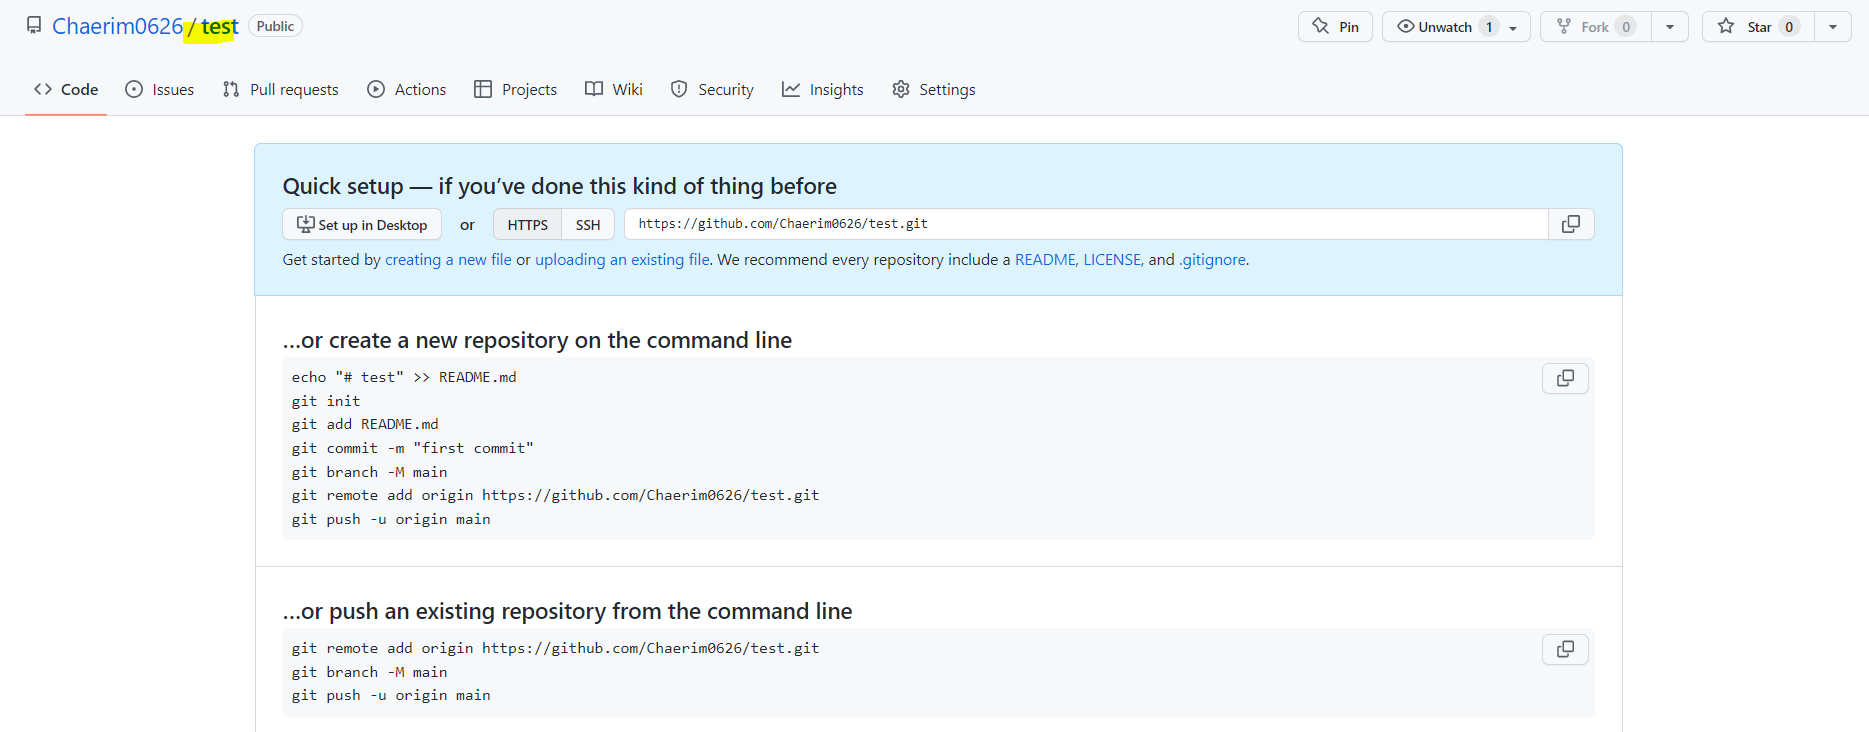 Chaerim0626 / test Public Pin Unwatch 1 Fork 0 Star 0
Code Issues Pull requests Actions Projects Wiki Security Insights Settings
Quick setup — if you’ve done this kind of thing before
Set up in Desktop or HTTPS SSH https://github.com/Chaerim0626/test.git
Get started by creating a new file or uploading an existing file. We recommend every repository include a README, LICENSE, and .gitignore.
…or create a new repository on the command line
echo "# test" >> README.md
git init
git add README.md
git commit -m "first commit"
git branch -M main
git remote add origin https://github.com/Chaerim0626/test.git
git push -u origin main
…or push an existing repository from the command line
git remote add origin https://github.com/Chaerim0626/test.git
git branch -M main
git push -u origin main